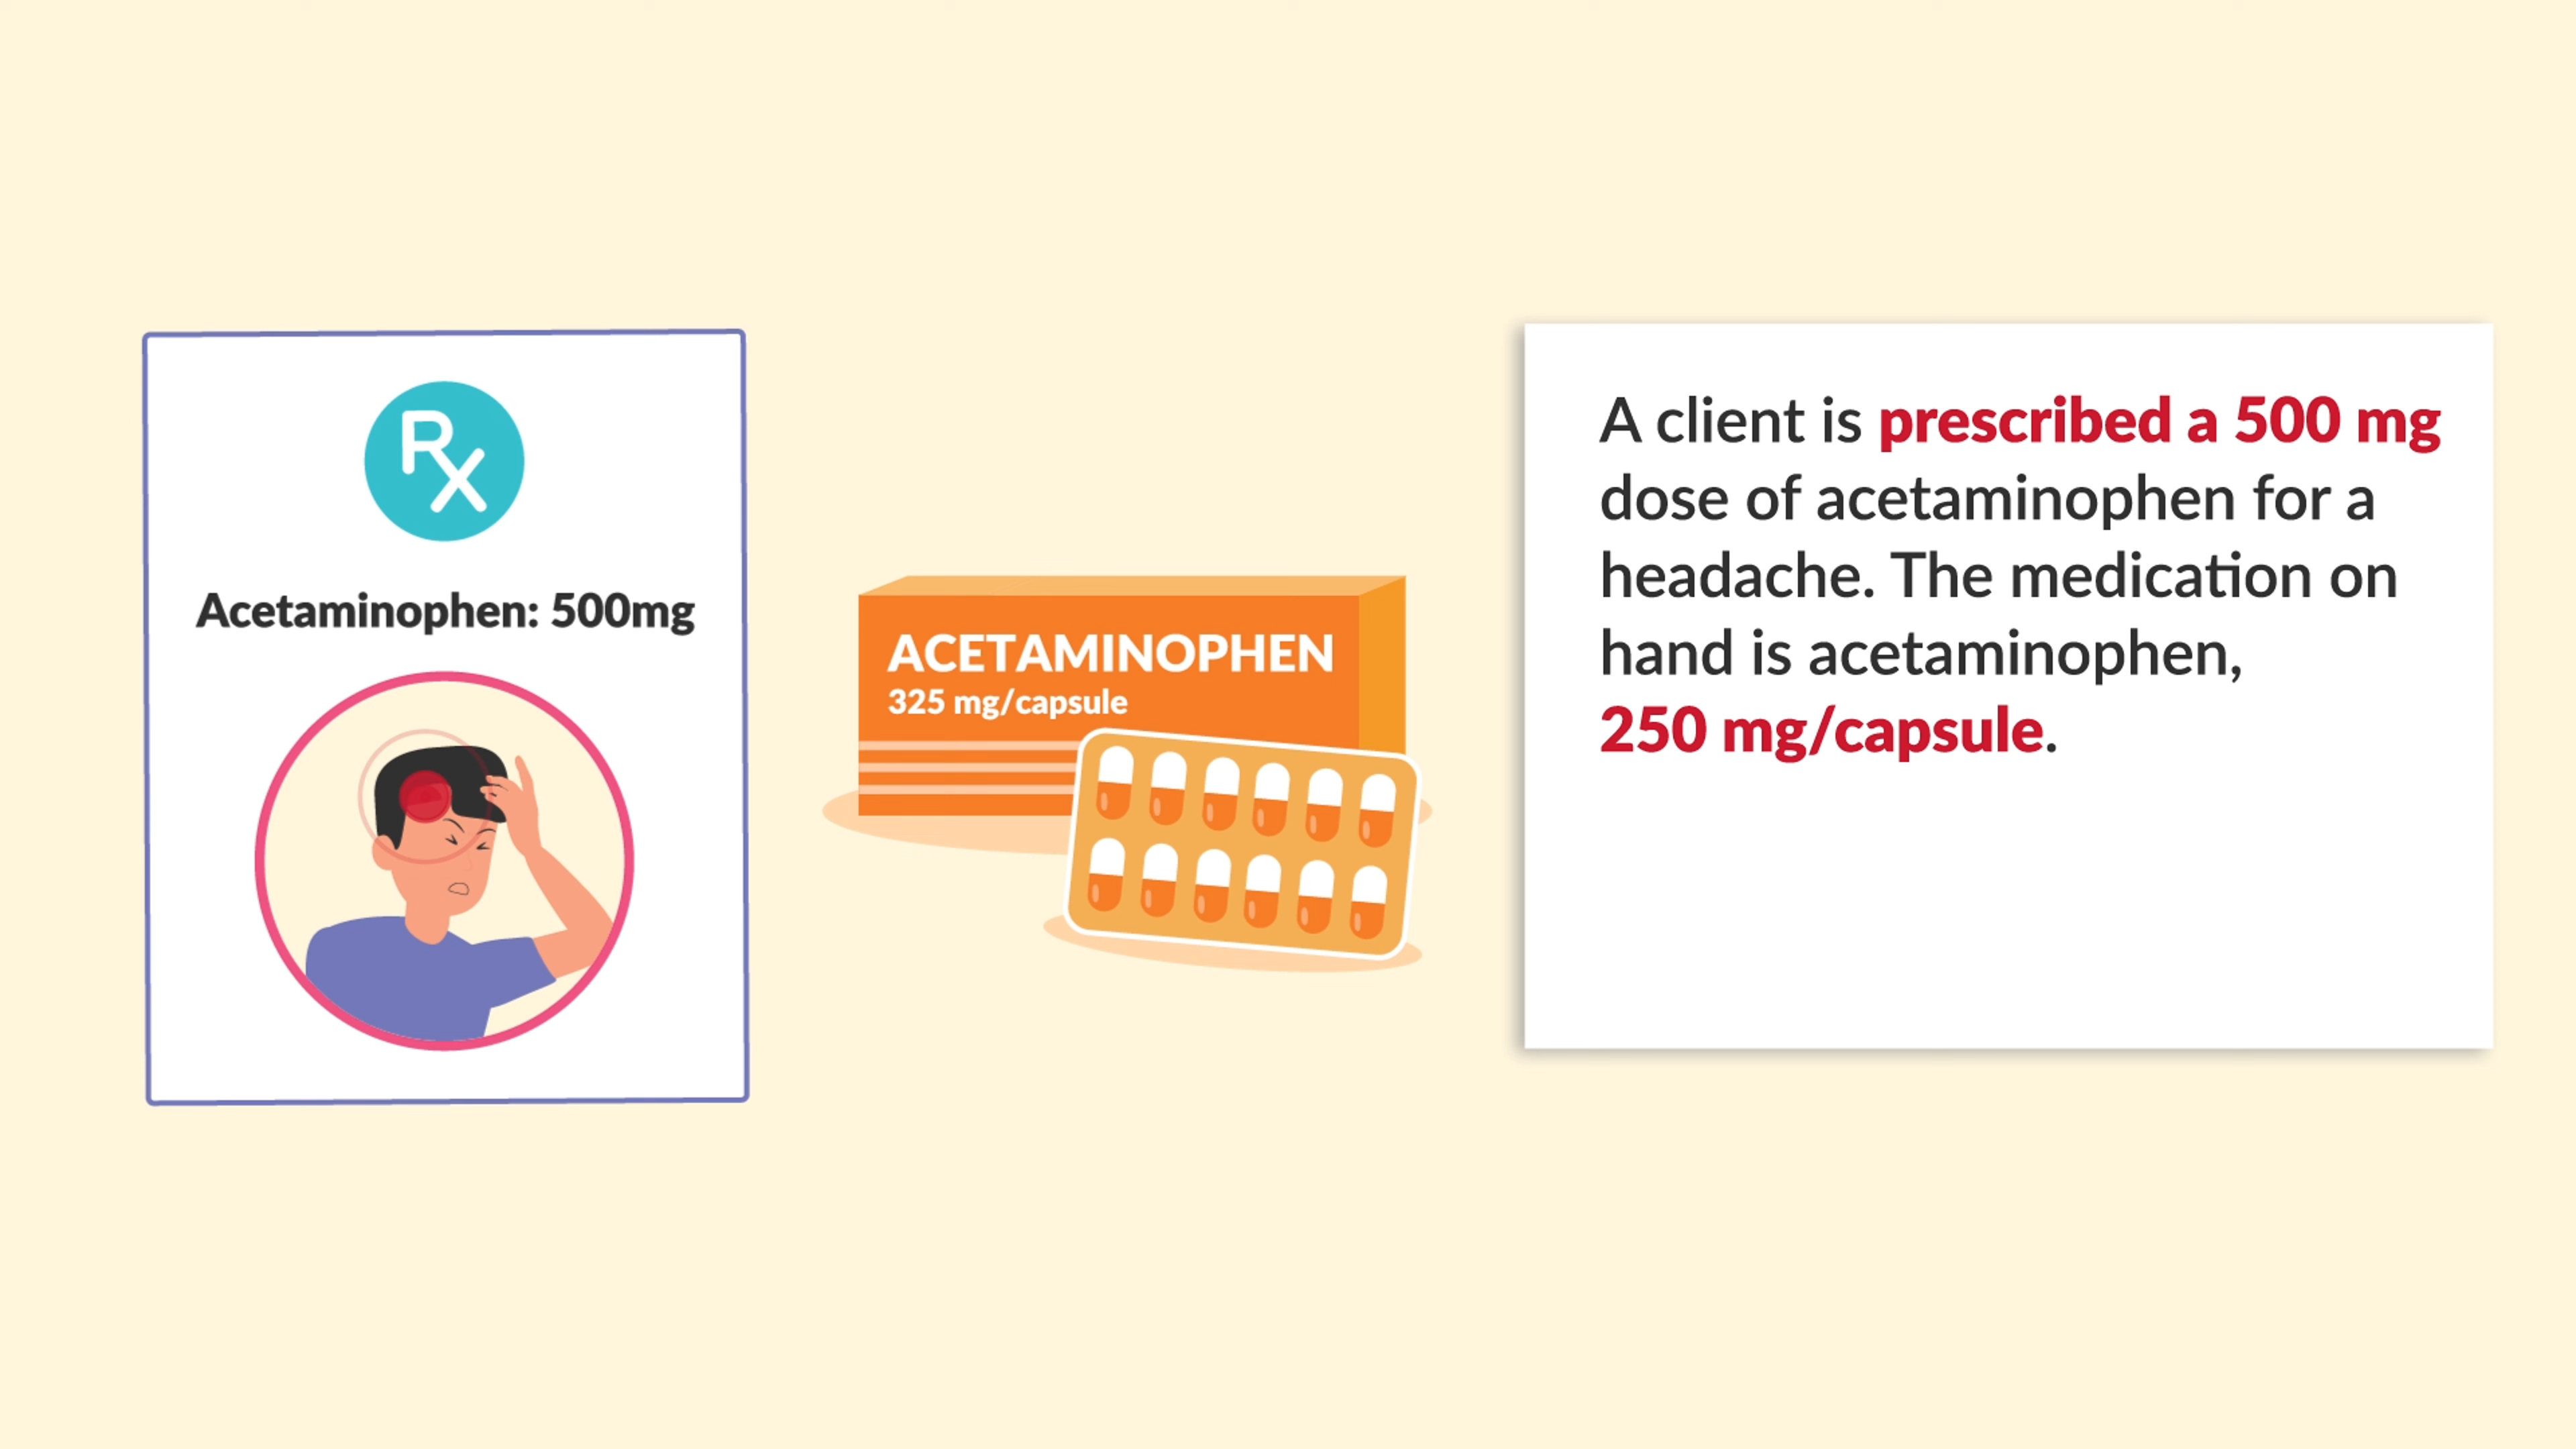 Rx
Acetaminophen: 500mg
ACETAMINOPHEN
325 mg/capsule
A client is prescribed a 500 mg
dose of acetaminophen for a
headache. The medication on
hand is acetaminophen,
250 mg/capsule.